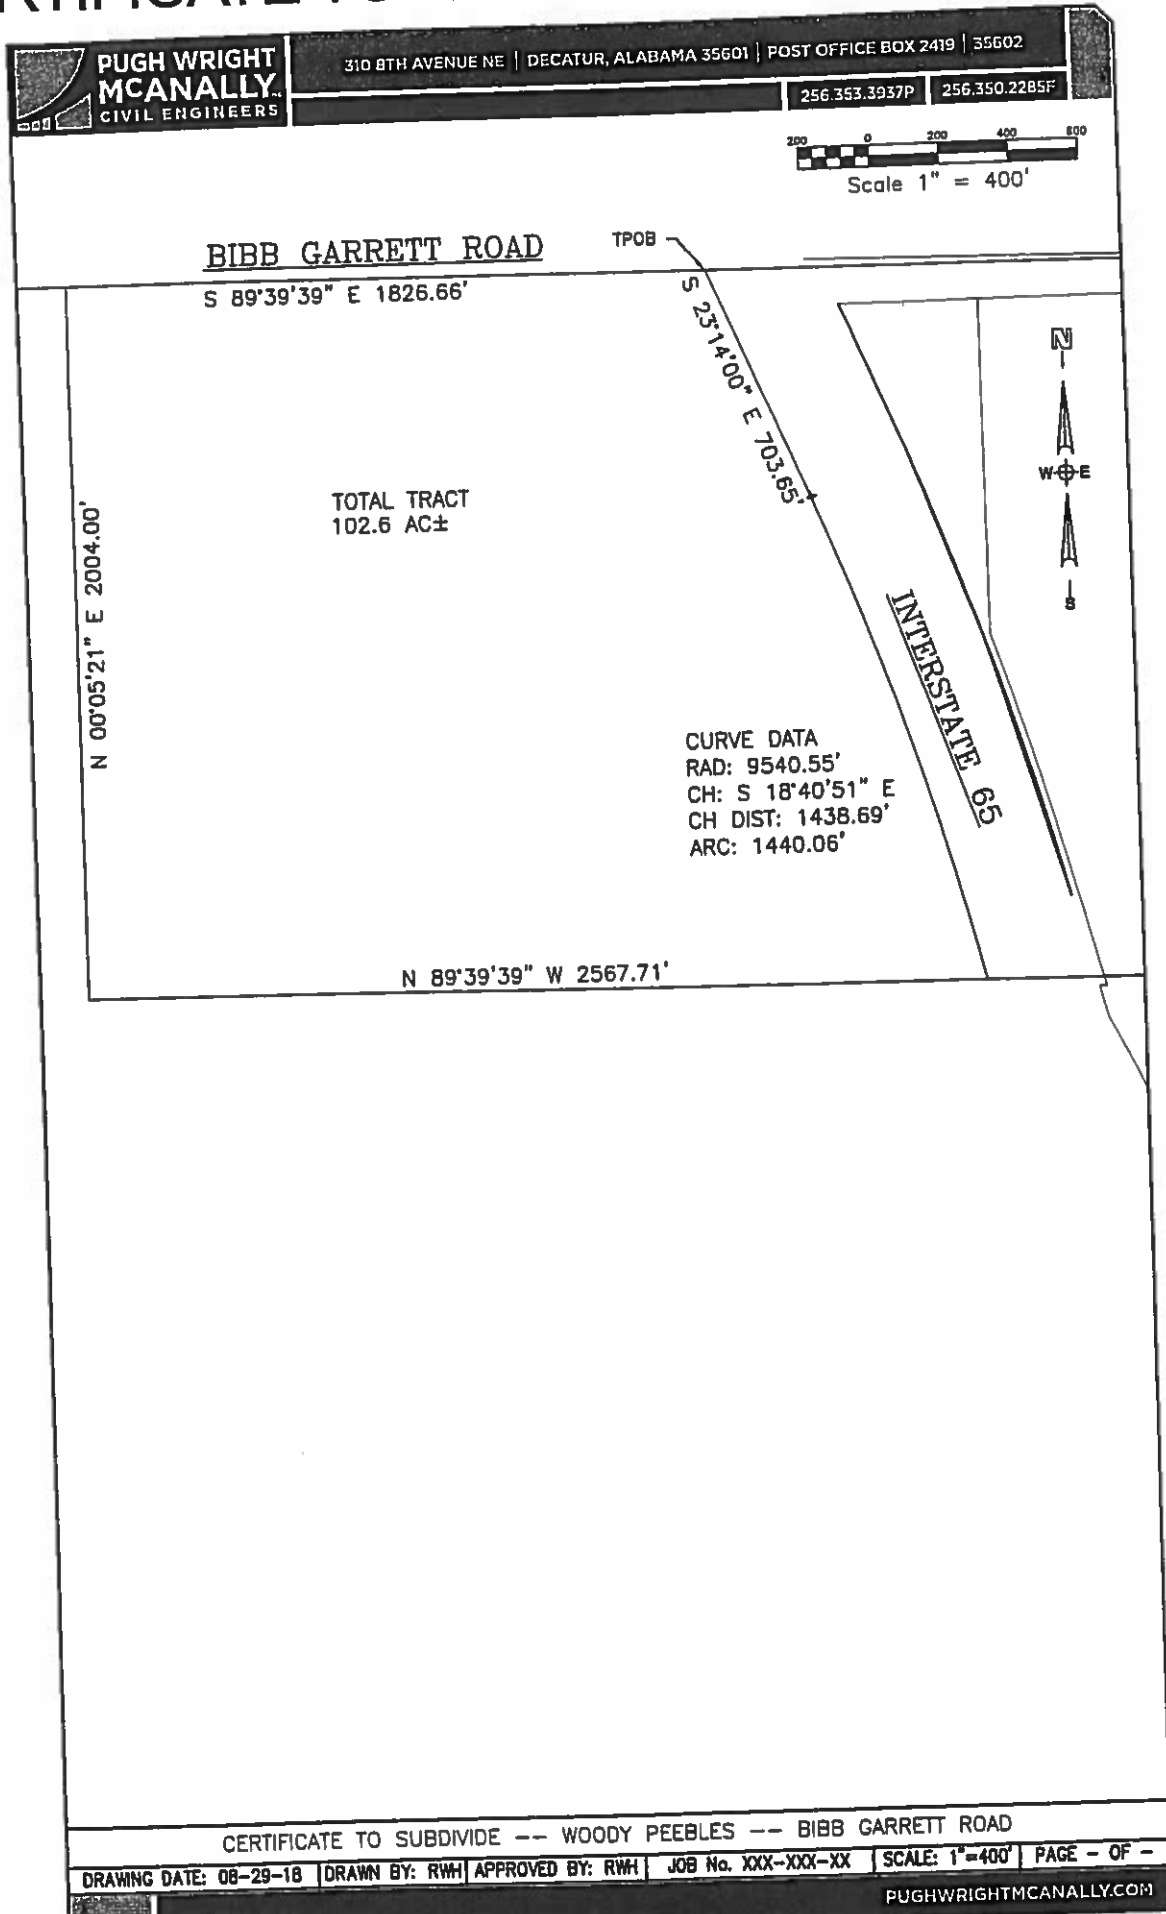 PUGH WRIGHT
MCANALLY
CIVIL ENGINEERS
310 8TH AVENUE NE | DECATUR, ALABAMA 35601 | POST OFFICE BOX 2419 | 35602
256.353.3937P | 256.350.2285F
200 0 200 400 800
Scale 1" = 400'
BIBB GARRETT ROAD
TPOB
S 89°39'39" E 1826.66'
S 23°14'00" E 703.65'
N
W E
S
TOTAL TRACT
102.6 AC±
N 00°05'21" E 2004.00'
INTERSTATE 65
CURVE DATA
RAD: 9540.55'
CH: S 18°40'51" E
CH DIST: 1438.69'
ARC: 1440.06'
N 89°39'39" W 2567.71'
CERTIFICATE TO SUBDIVIDE -- WOODY PEEBLES -- BIBB GARRETT ROAD
DRAWING DATE: 08-29-18 | DRAWN BY: RWH | APPROVED BY: RWH | JOB No. XXX-XXX-XX | SCALE: 1"=400' | PAGE - OF -
PUGHWRIGHTMCANALLY.COM